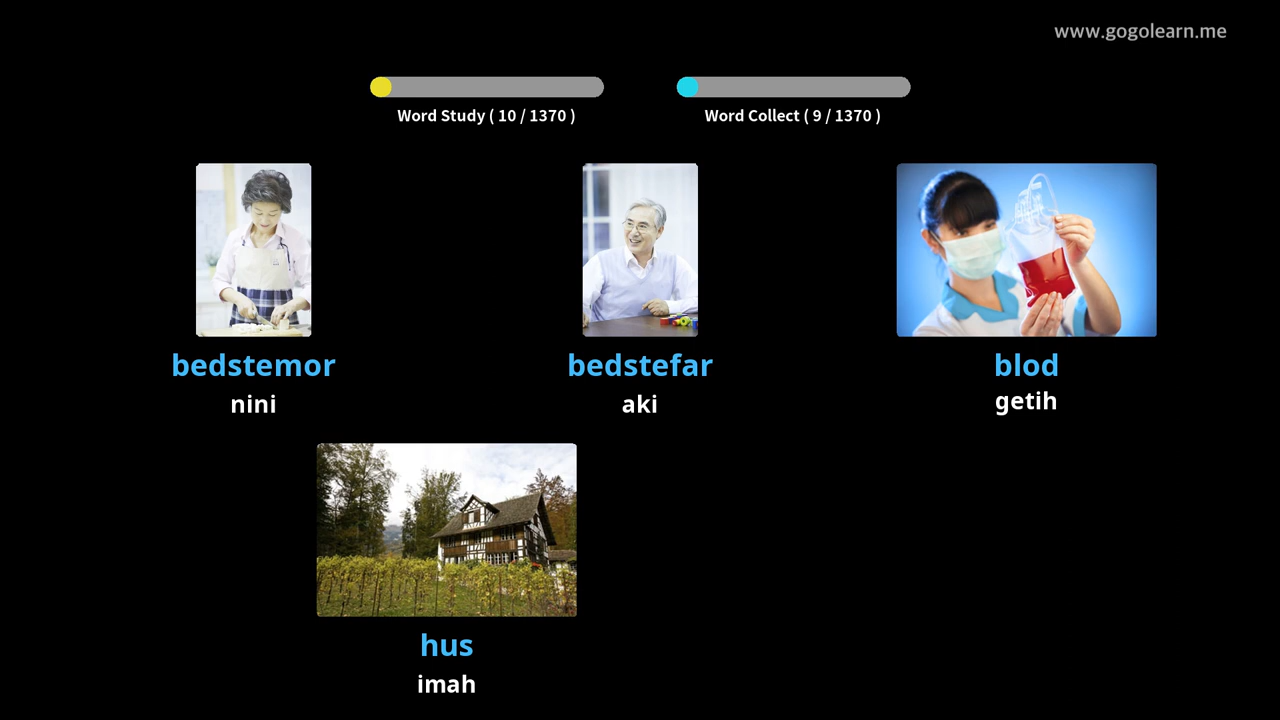 www.gogolearn.me
Word Study ( 10 / 1370 )
Word Collect ( 9 / 1370 )
bedstemor
nini
bedstefar
aki
blod
getih
hus
imah